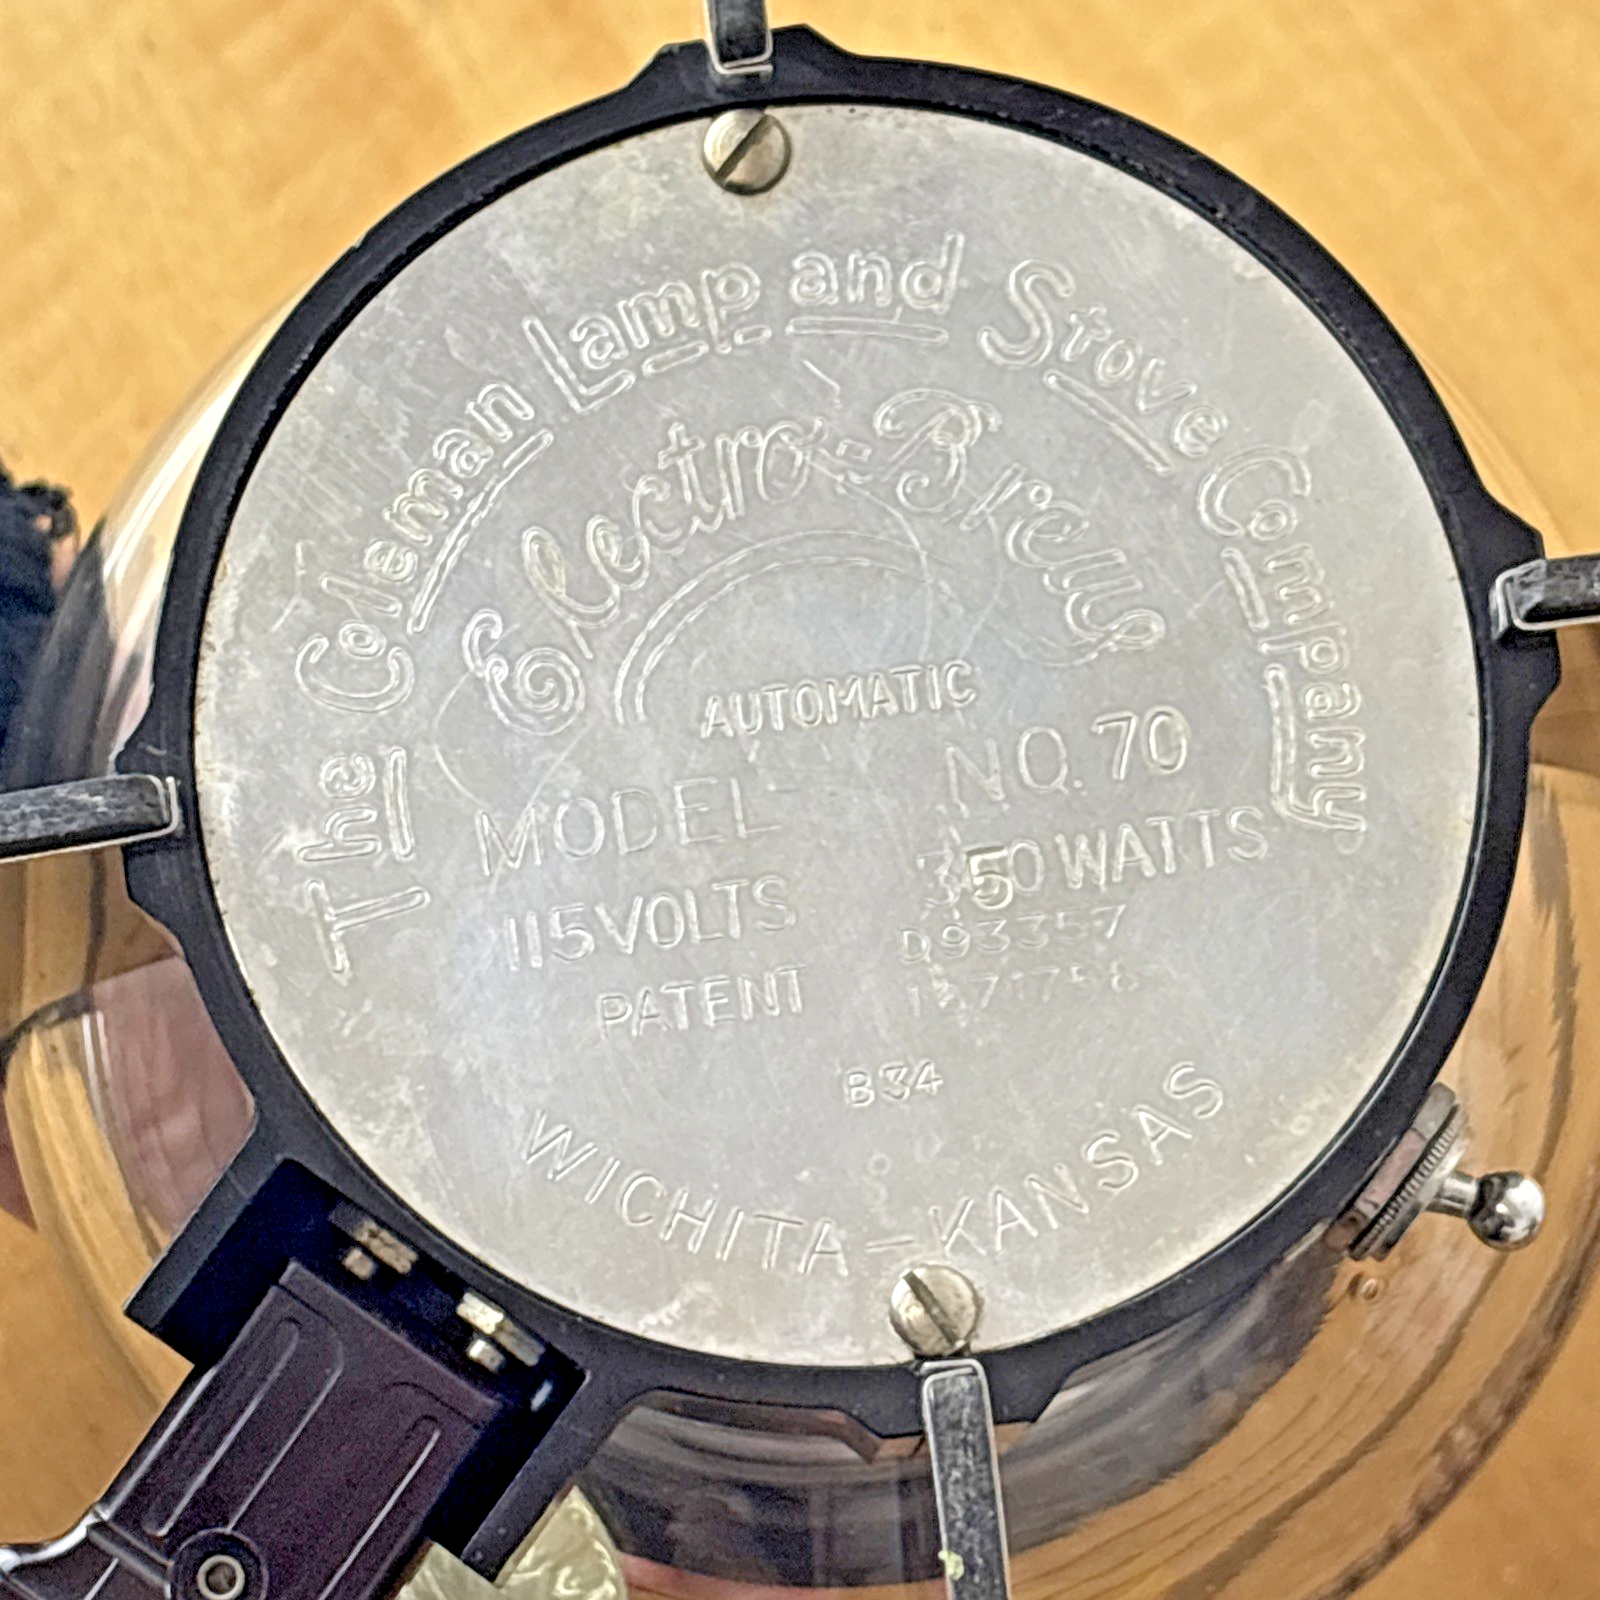 The Coleman Lamp and Stove Company
Electro-Brew
AUTOMATIC
MODEL NO. 70
115 VOLTS 350 WATTS
PATENT D93357
B34
WICHITA - KANSAS